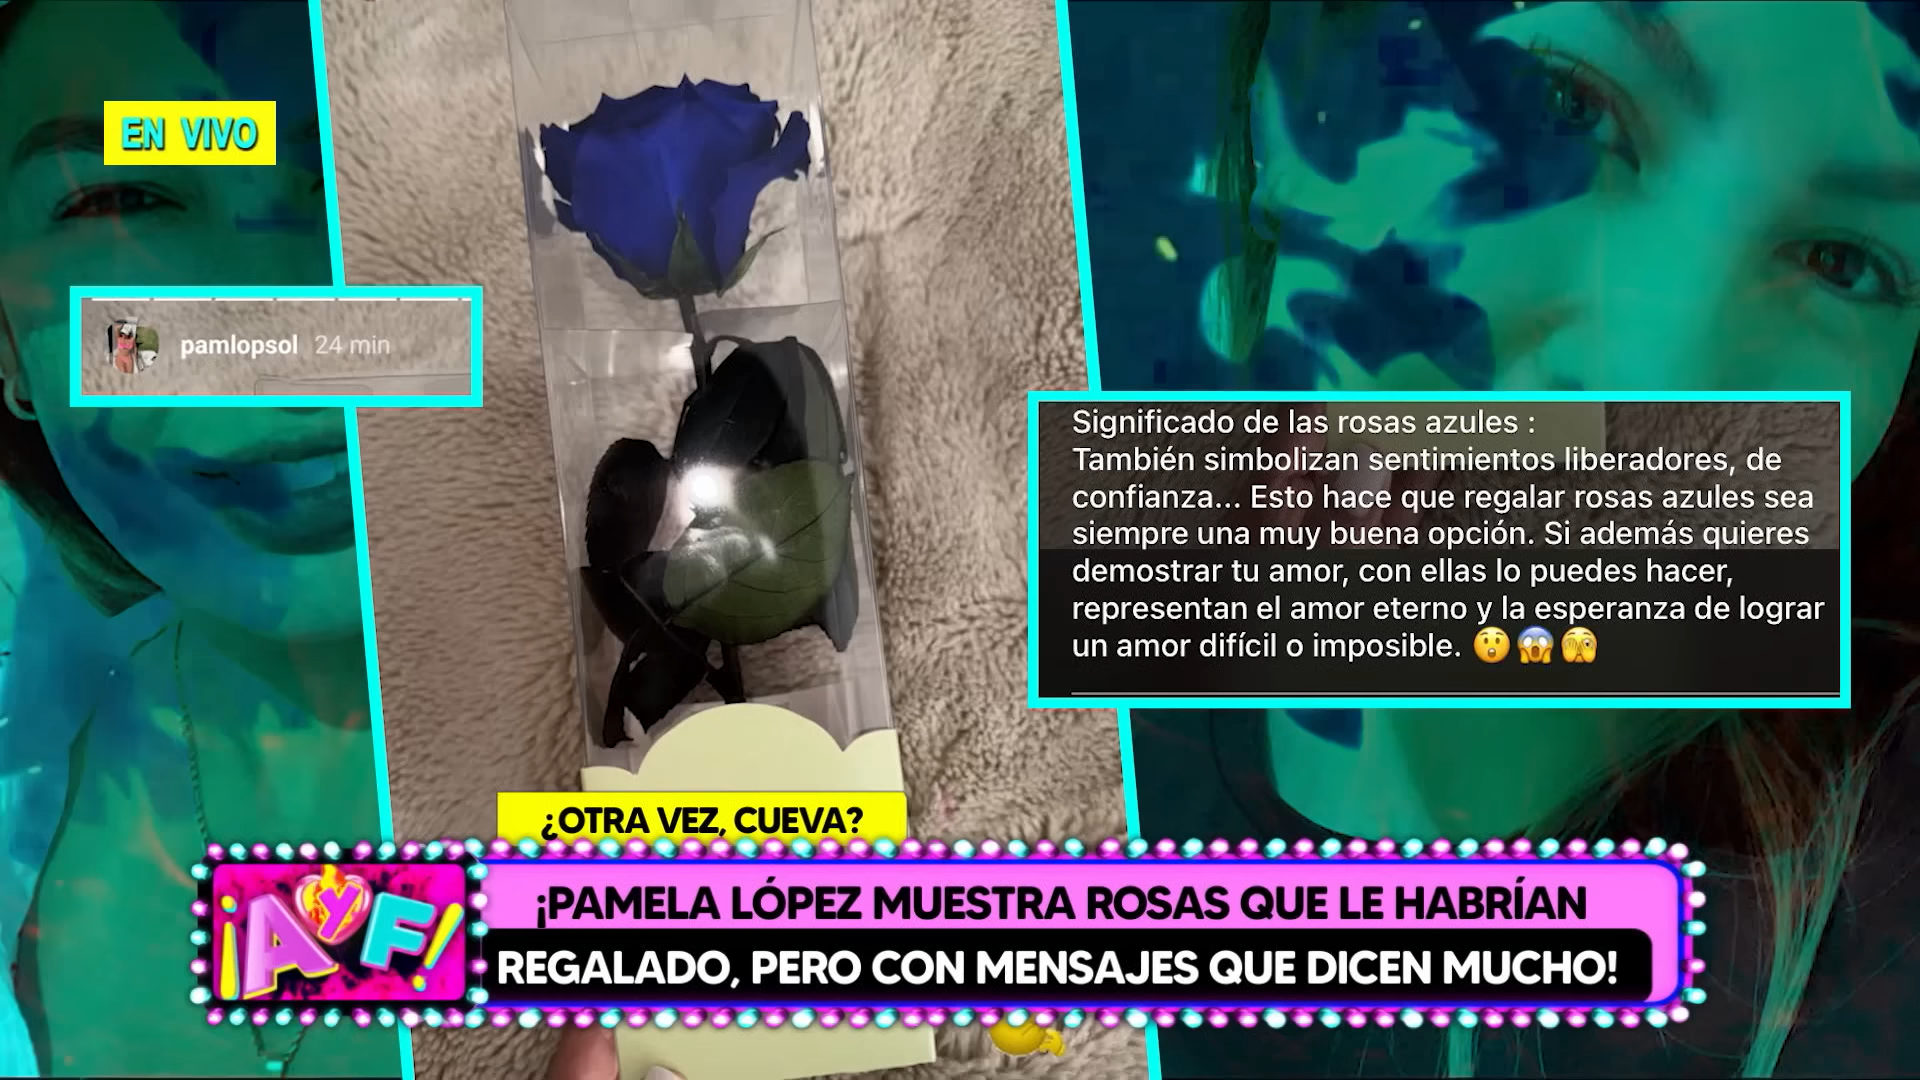 EN VIVO
pamlopsol 24 min
Significado de las rosas azules :
También simbolizan sentimientos liberadores, de
confianza... Esto hace que regalar rosas azules sea
siempre una muy buena opción. Si además quieres
demostrar tu amor, con ellas lo puedes hacer,
representan el amor eterno y la esperanza de lograr
un amor difícil o imposible. 😲😱🫣
¿OTRA VEZ, CUEVA?
¡AYF!
¡PAMELA LÓPEZ MUESTRA ROSAS QUE LE HABRÍAN
REGALADO, PERO CON MENSAJES QUE DICEN MUCHO!